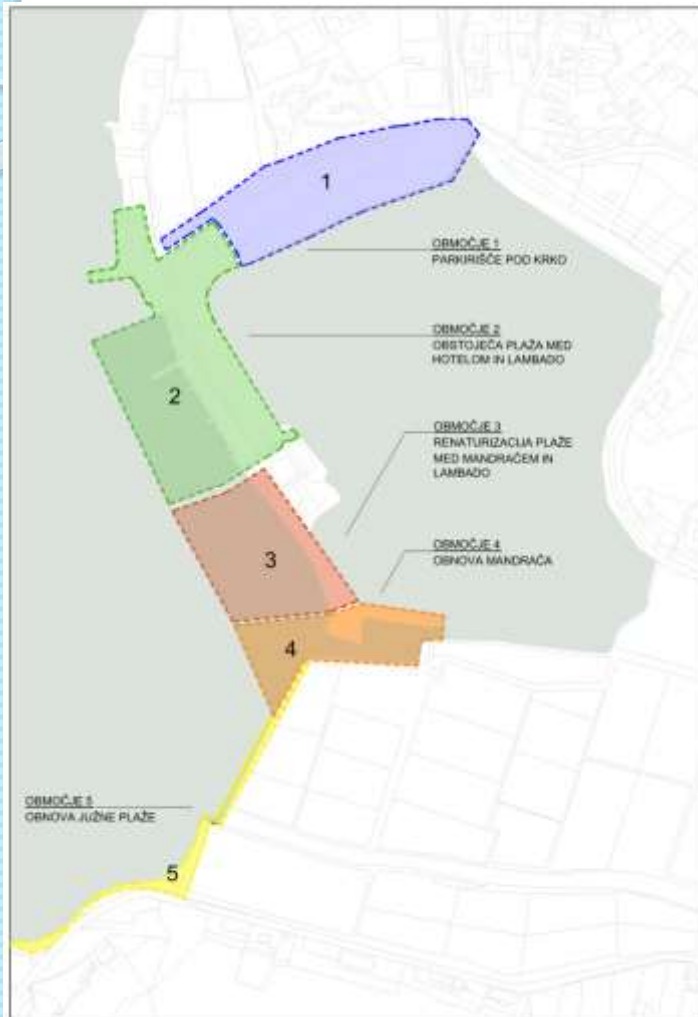 1
OBMOČJE 1
PARKIRIŠČE POD KRKO
OBMOČJE 2
OBSTOJEČA PLAŽA MED
HOTELOM IN LAMBADO
2
OBMOČJE 3
RENATURIZACIJA PLAŽE
MED MANDRAČEM IN
LAMBADO
3
OBMOČJE 4
OBNOVA MANDRAČA
4
OBMOČJE 5
OBNOVA JUŽNE PLAŽE
5